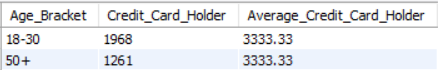 Age_Bracket Credit_Card_Holder Average_Credit_Card_Holder
18-30 1968 3333.33
50+ 1261 3333.33